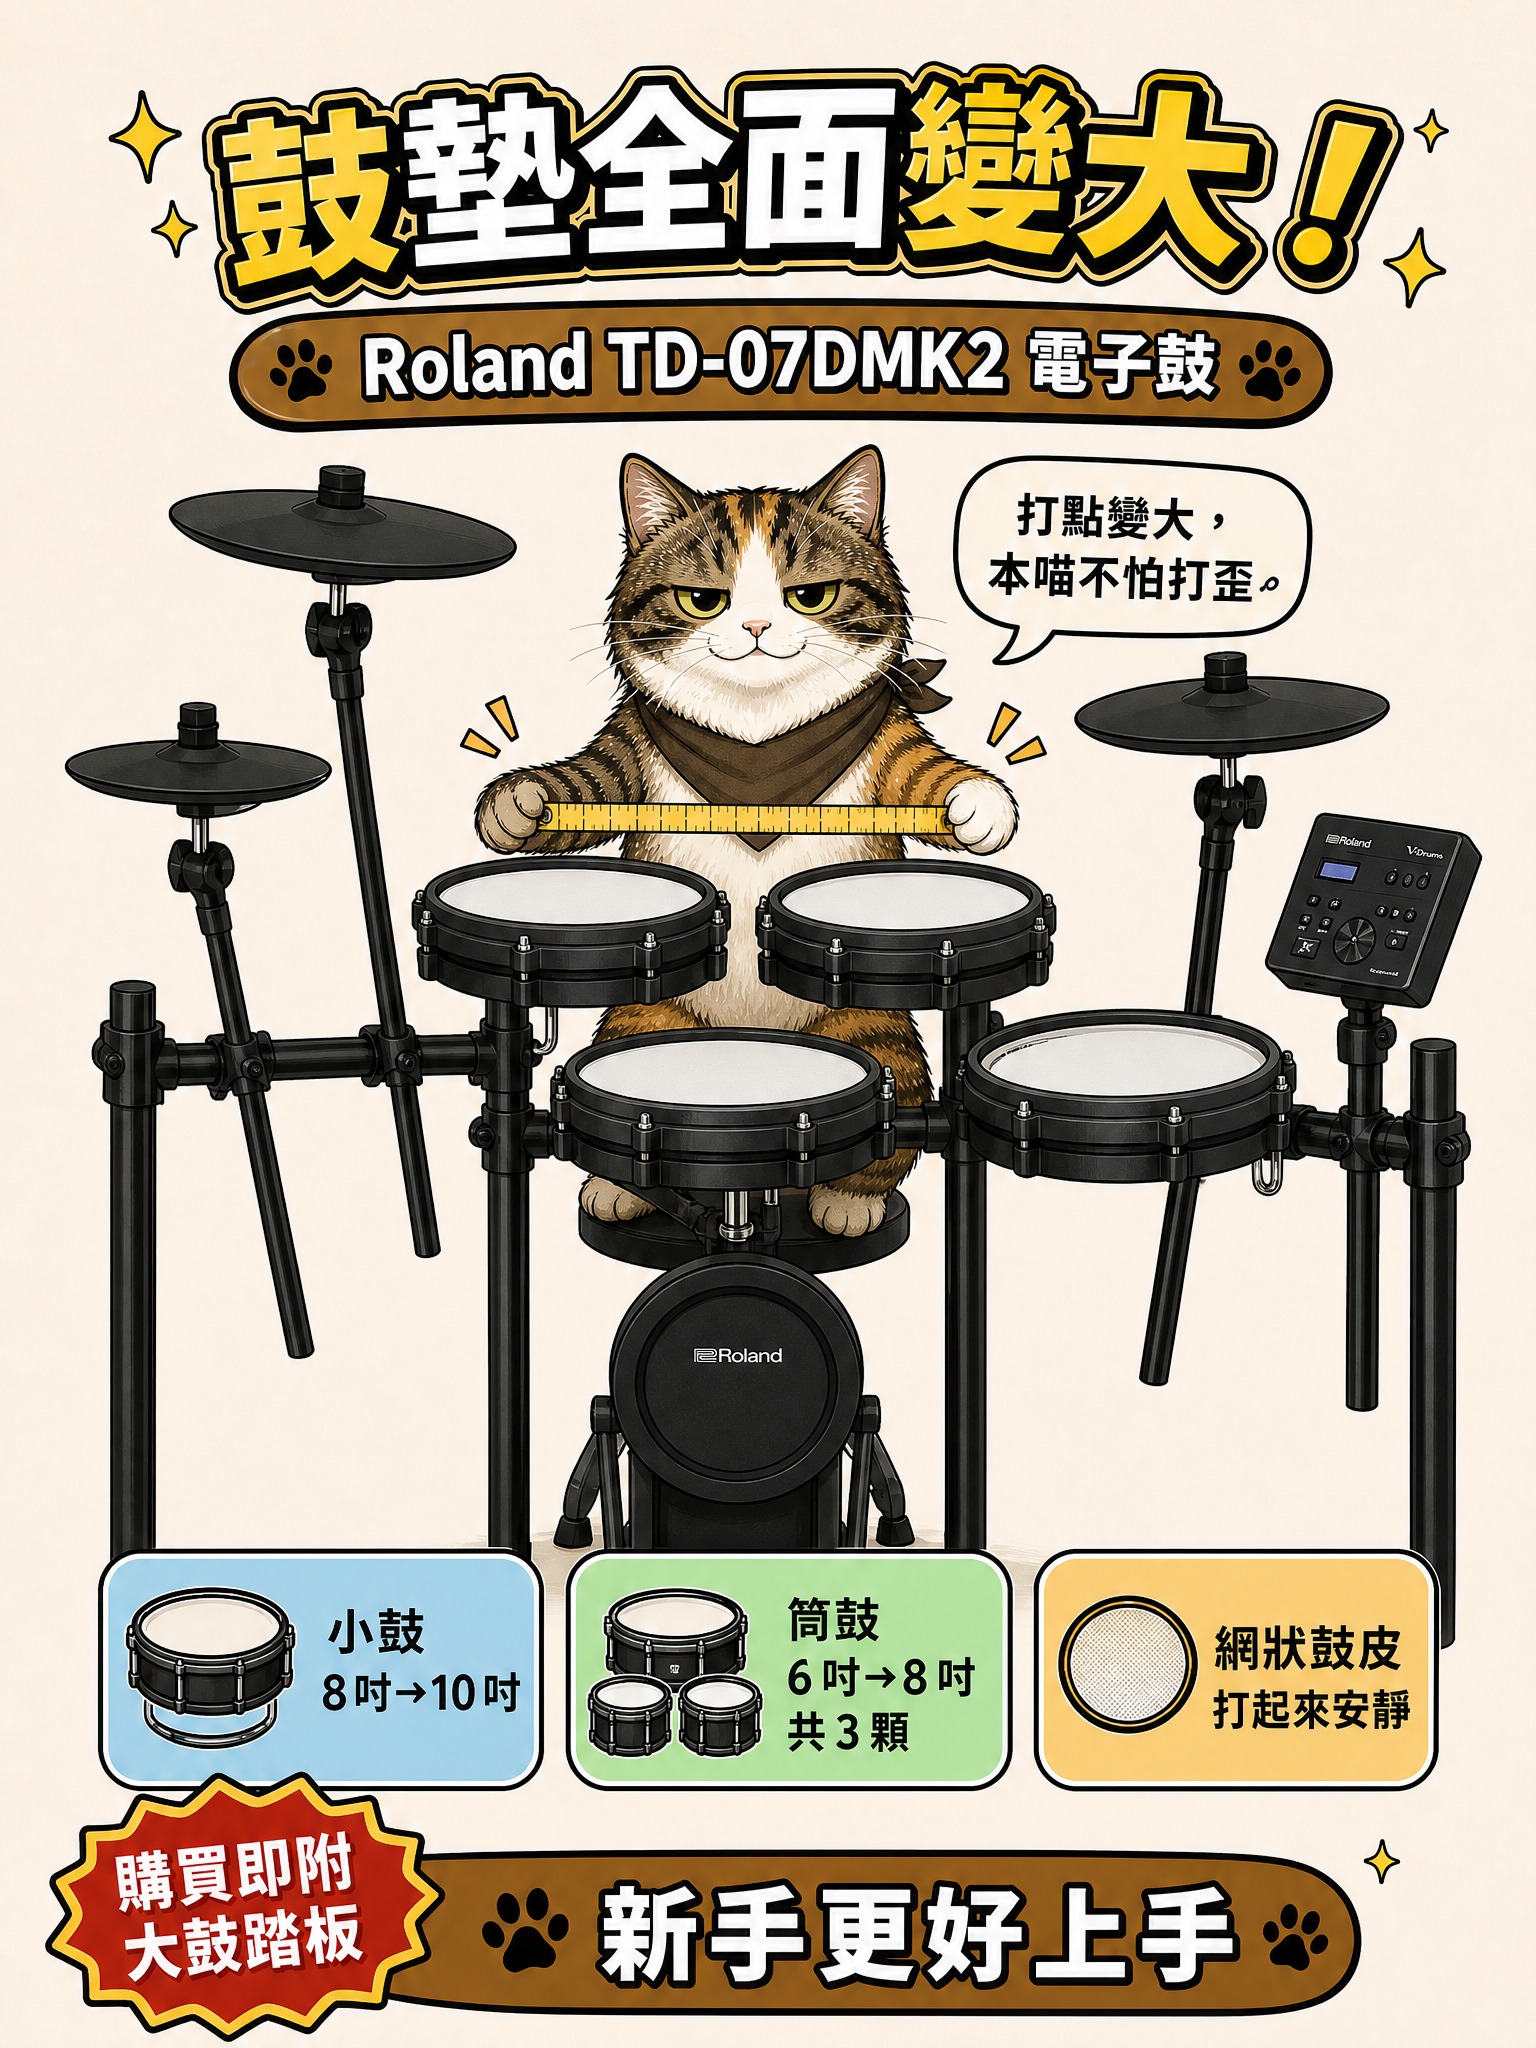 鼓墊全面變大！
Roland TD-07DMK2 電子鼓
打點變大，
本喵不怕打歪。
Roland
V-Drums
Roland
小鼓
8吋→10吋
筒鼓
6吋→8吋
共3顆
網狀鼓皮
打起來安靜
購買即附
大鼓踏板
新手更好上手